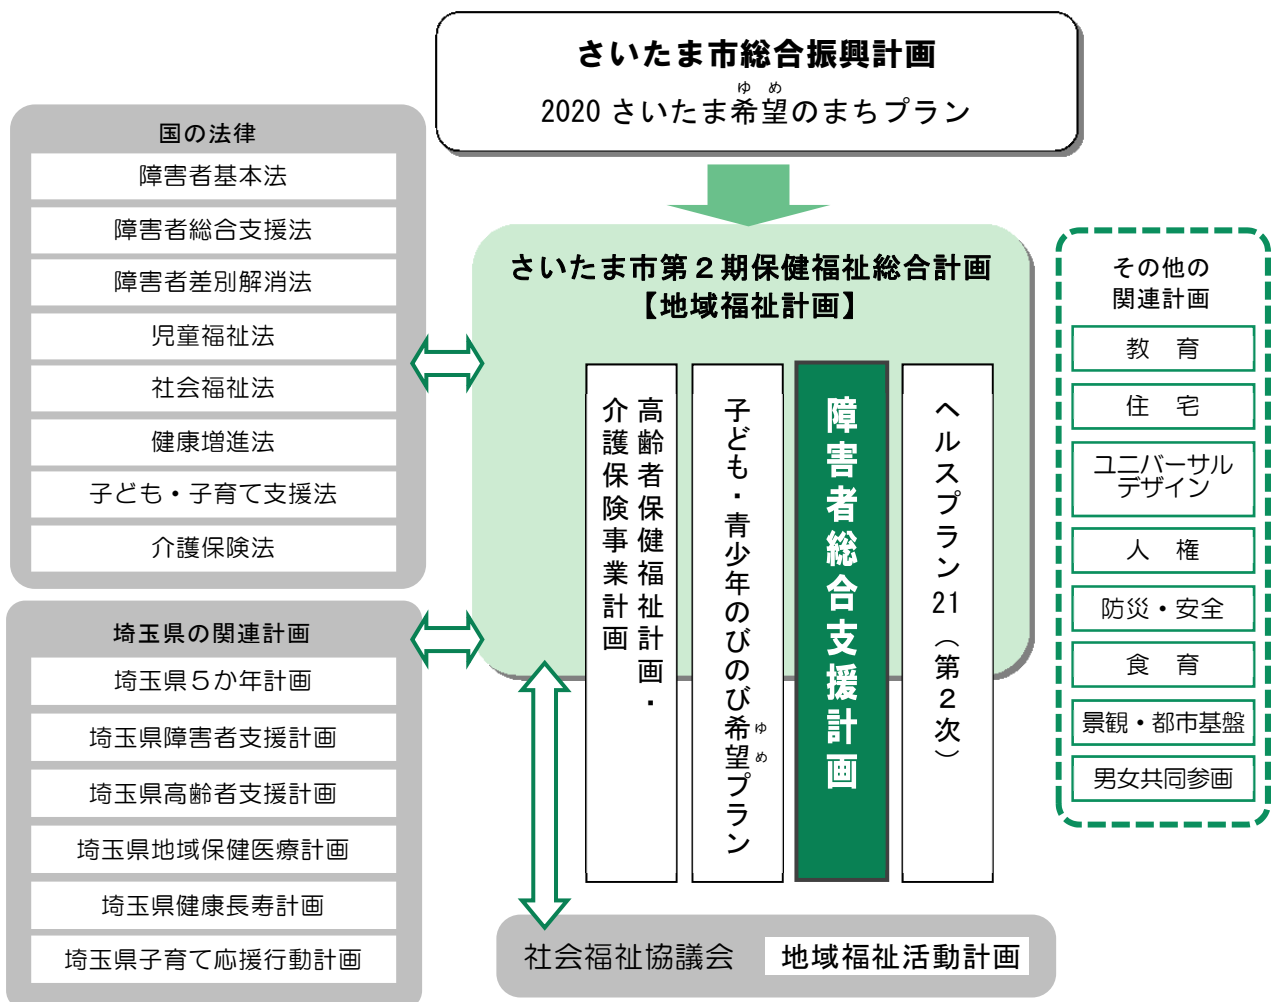 さいたま市総合振興計画
ゆめ
2020 さいたま希望のまちプラン
国の法律
障害者基本法
障害者総合支援法
障害者差別解消法
児童福祉法
社会福祉法
健康増進法
子ども・子育て支援法
介護保険法
埼玉県の関連計画
埼玉県5か年計画
埼玉県障害者支援計画
埼玉県高齢者支援計画
埼玉県地域保健医療計画
埼玉県健康長寿計画
埼玉県子育て応援行動計画
さいたま市第2期保健福祉総合計画
【地域福祉計画】
高齢者保健福祉計画・
介護保険事業計画
子ども・青少年のびのび希望プラン
ゆめ
障害者総合支援計画
ヘルスプラン21（第2次）
その他の
関連計画
教　育
住　宅
ユニバーサル
デザイン
人　権
防災・安全
食　育
景観・都市基盤
男女共同参画
社会福祉協議会　地域福祉活動計画